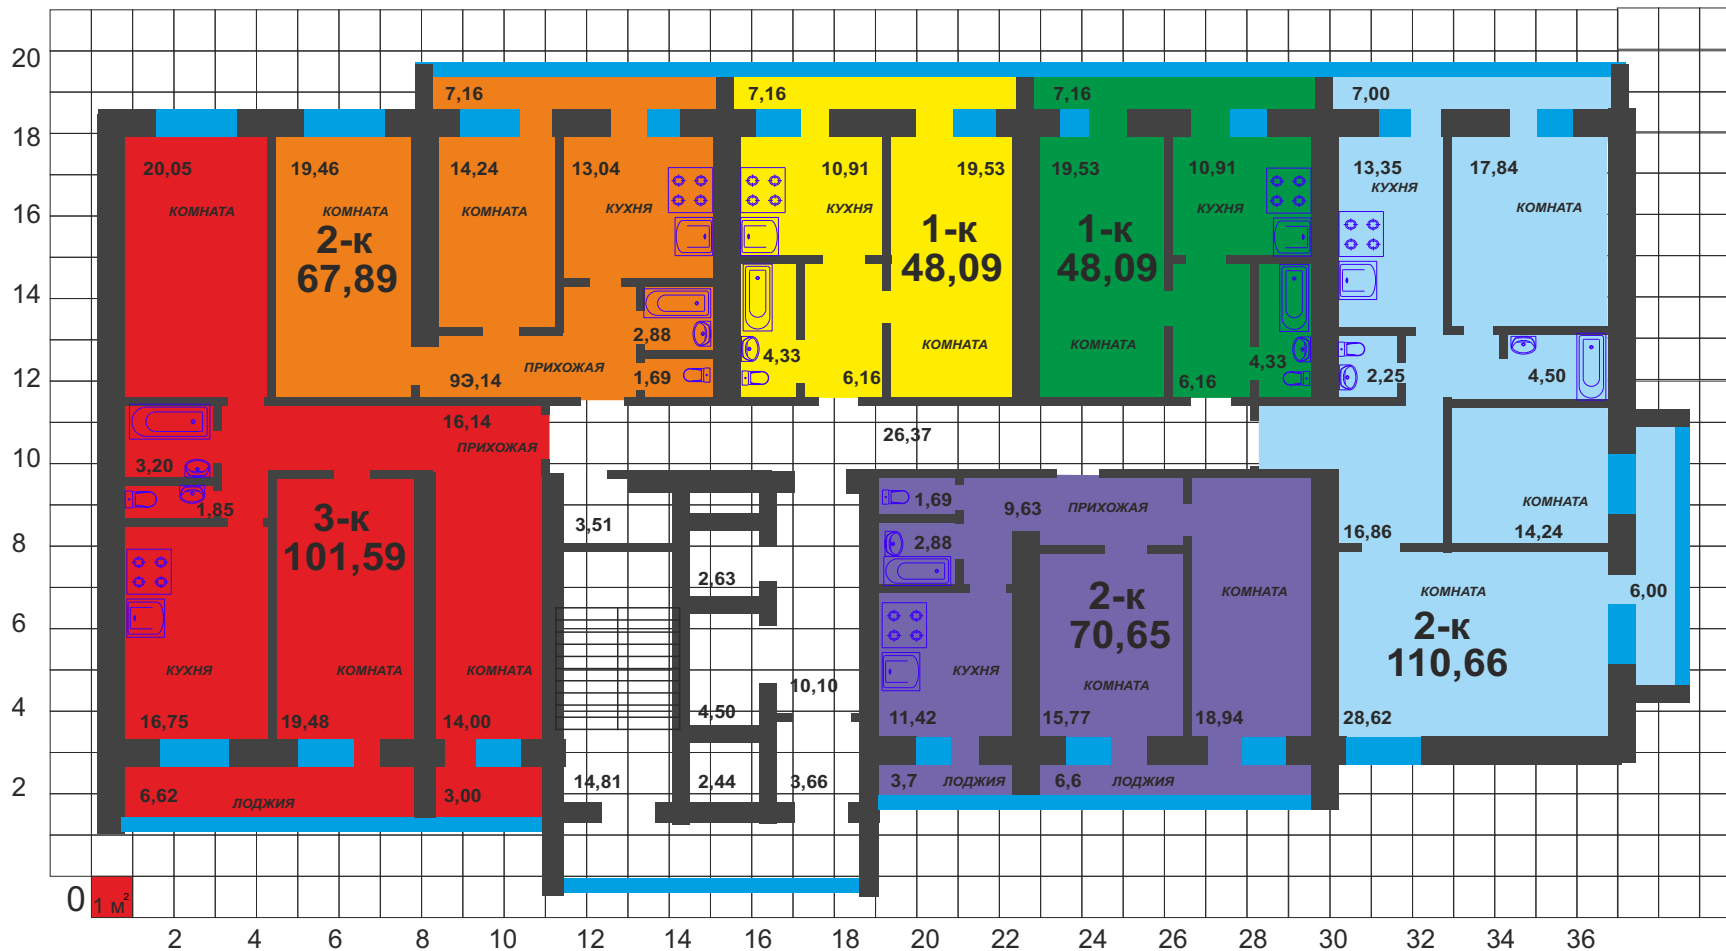 20
18
16
14
12
10
8
6
4
2
0
1 м²
2
4
6
8
10
12
14
16
18
20
22
24
26
28
30
32
34
36
7,16
7,16
7,16
7,00
20,05
КОМНАТА
19,46
КОМНАТА
2-к
67,89
14,24
КОМНАТА
13,04
КУХНЯ
2,88
1,69
ПРИХОЖАЯ
9Э,14
10,91
КУХНЯ
19,53
1-к
48,09
КОМНАТА
4,33
6,16
19,53
1-к
48,09
КОМНАТА
10,91
КУХНЯ
4,33
6,16
13,35
КУХНЯ
17,84
КОМНАТА
2,25
4,50
16,14
ПРИХОЖАЯ
3,20
1,85
3-к
101,59
КУХНЯ
16,75
КОМНАТА
19,48
КОМНАТА
14,00
6,62
ЛОДЖИЯ
3,00
26,37
3,51
2,63
10,10
4,50
14,81
2,44
3,66
1,69
9,63
ПРИХОЖАЯ
2,88
2-к
70,65
КУХНЯ
11,42
КОМНАТА
15,77
КОМНАТА
18,94
3,7
ЛОДЖИЯ
6,6
ЛОДЖИЯ
КОМНАТА
14,24
16,86
КОМНАТА
2-к
110,66
28,62
6,00